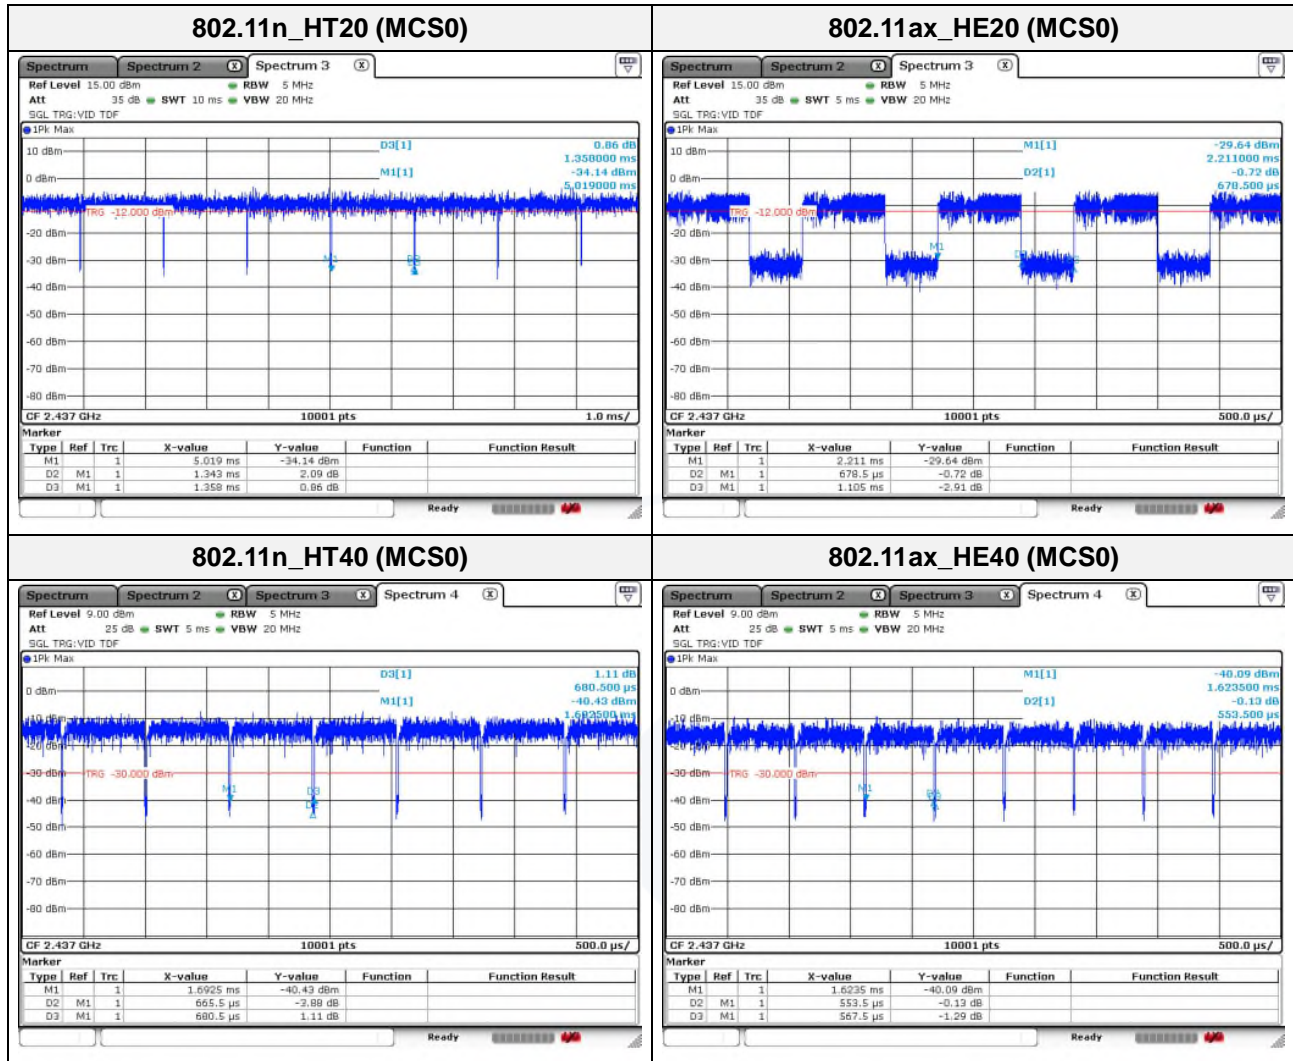 802.11n_HT20 (MCS0)
802.11ax_HE20 (MCS0)
Spectrum Spectrum 2 X Spectrum 3 X
Ref Level 15.00 dBm RBW 5 MHz
Att 35 dB SWT 10 ms VBW 20 MHz
SGL TRG:VID TDF
1Pk Max
D3[1] 0.86 dB
1.358000 ms
M1[1] -34.14 dBm
5.019000 ms
10 dBm
0 dBm
TRG -12.000 dBm
-20 dBm
-30 dBm
M1
-40 dBm
-50 dBm
-60 dBm
-70 dBm
-80 dBm
CF 2.437 GHz 10001 pts 1.0 ms/
Marker
Type Ref Trc X-value Y-value Function Function Result
M1 1 5.019 ms -34.14 dBm
D2 M1 1 1.343 ms 2.09 dB
D3 M1 1 1.358 ms 0.86 dB
Ready
Spectrum Spectrum 2 X Spectrum 3 X
Ref Level 15.00 dBm RBW 5 MHz
Att 35 dB SWT 5 ms VBW 20 MHz
SGL TRG:VID TDF
1Pk Max
M1[1] -29.64 dBm
2.211000 ms
D2[1] -0.72 dB
678.500 µs
10 dBm
0 dBm
TRG -12.000 dBm
-20 dBm
M1
-30 dBm
-40 dBm
-50 dBm
-60 dBm
-70 dBm
-80 dBm
CF 2.437 GHz 10001 pts 500.0 µs/
Marker
Type Ref Trc X-value Y-value Function Function Result
M1 1 2.211 ms -29.64 dBm
D2 M1 1 678.5 µs -0.72 dB
D3 M1 1 1.105 ms -2.91 dB
Ready
802.11n_HT40 (MCS0)
802.11ax_HE40 (MCS0)
Spectrum Spectrum 2 X Spectrum 3 X Spectrum 4 X
Ref Level 9.00 dBm RBW 5 MHz
Att 25 dB SWT 5 ms VBW 20 MHz
SGL TRG:VID TDF
1Pk Max
D3[1] 1.11 dB
680.500 µs
M1[1] -40.43 dBm
1.692500 ms
0 dBm
-10 dBm
-20 dBm
-30 dBm TRG -30.000 dBm
M1 D3
-40 dBm D2
-50 dBm
-60 dBm
-70 dBm
-80 dBm
CF 2.437 GHz 10001 pts 500.0 µs/
Marker
Type Ref Trc X-value Y-value Function Function Result
M1 1 1.6925 ms -40.43 dBm
D2 M1 1 665.5 µs -3.88 dB
D3 M1 1 680.5 µs 1.11 dB
Ready
Spectrum Spectrum 2 X Spectrum 3 X Spectrum 4 X
Ref Level 9.00 dBm RBW 5 MHz
Att 25 dB SWT 5 ms VBW 20 MHz
SGL TRG:VID TDF
1Pk Max
M1[1] -40.09 dBm
1.623500 ms
D2[1] -0.13 dB
553.500 µs
0 dBm
-10 dBm
-20 dBm
-30 dBm TRG -30.000 dBm
M1
-40 dBm
-50 dBm
-60 dBm
-70 dBm
-80 dBm
CF 2.437 GHz 10001 pts 500.0 µs/
Marker
Type Ref Trc X-value Y-value Function Function Result
M1 1 1.6235 ms -40.09 dBm
D2 M1 1 553.5 µs -0.13 dB
D3 M1 1 567.5 µs -1.29 dB
Ready